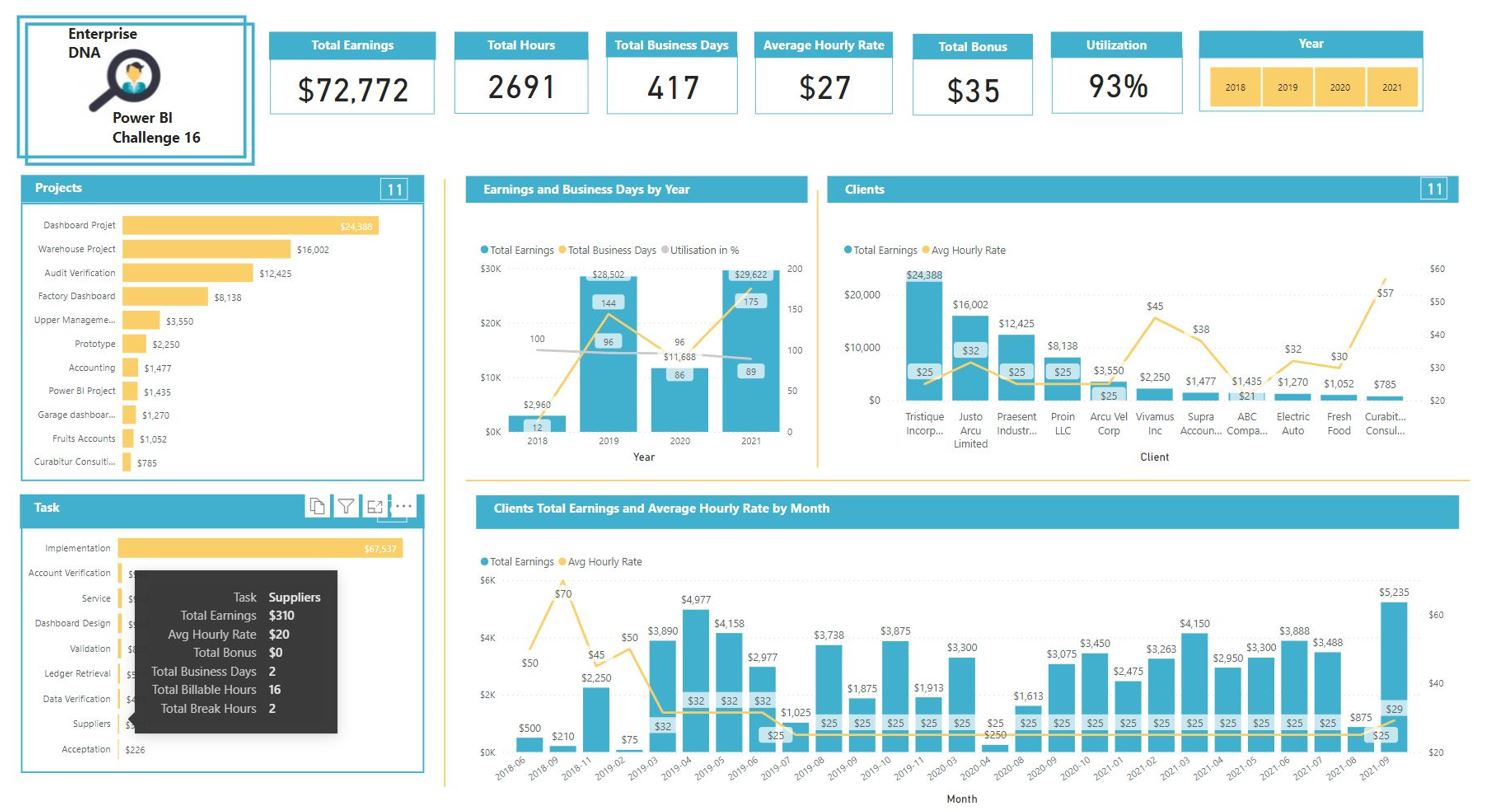 Enterprise
DNA
Power BI
Challenge 16
Total Earnings
$72,772
Total Hours
2691
Total Business Days
417
Average Hourly Rate
$27
Total Bonus
$35
Utilization
93%
Year
2018 2019 2020 2021
Projects 11
Dashboard Projet $24,388
Warehouse Project $16,002
Audit Verification $12,425
Factory Dashboard $8,138
Upper Manageme... $3,550
Prototype $2,250
Accounting $1,477
Power BI Project $1,435
Garage dashboar... $1,270
Fruits Accounts $1,052
Curabitur Consulti... $785
Earnings and Business Days by Year
Total Earnings Total Business Days Utilisation in %
$30K $28,502 $29,622 200
144 175 150
$20K
100 96 96 100
$11,688
$10K 86 89
50
$2,960
$0K 12 0
2018 2019 2020 2021
Year
Clients 11
Total Earnings Avg Hourly Rate
$24,388 $60
$20,000 $16,002 $45 $57 $50
$12,425 $38 $40
$10,000 $8,138 $32 $32 $30
$25 $25 $25 $3,550 $2,250 $1,477 $1,435 $1,270 $1,052 $785 $30
$0 $25 $21 $20
Tristique Justo Praesent Proin Arcu Vel Vivamus Supra ABC Electric Fresh Curabit...
Incorp... Arcu Industr... LLC Corp Inc Accoun... Compa... Auto Food Consul...
Limited
Client
Task
Implementation $67,537
Account Verification
Service
Dashboard Design
Validation
Ledger Retrieval
Data Verification
Suppliers
Acceptation $226
Task Suppliers
Total Earnings $310
Avg Hourly Rate $20
Total Bonus $0
Total Business Days 2
Total Billable Hours 16
Total Break Hours 2
Clients Total Earnings and Average Hourly Rate by Month
Total Earnings Avg Hourly Rate
$6K $70 $5,235
$60
$4,977
$4K $50 $3,890 $4,158 $3,738 $3,875 $3,300 $3,075 $3,450 $3,263 $4,150 $3,300 $3,888 $3,488
$50 $45 $2,977 $2,475 $2,950 $40
$2K $2,250 $32 $32 $32 $1,875 $1,913 $1,613 $29
$500 $210 $75 $32 $1,025 $25 $25 $25 $25 $25 $25 $25 $25 $25 $25 $25 $25 $25 $25 $25 $25 $875
$25 $250 $25
$0K $20
2018-06 2018-09 2018-11 2019-02 2019-03 2019-04 2019-05 2019-06 2019-07 2019-08 2019-09 2019-10 2019-11 2020-03 2020-04 2020-08 2020-09 2020-10 2021-01 2021-02 2021-03 2021-04 2021-05 2021-06 2021-07 2021-08 2021-09
Month